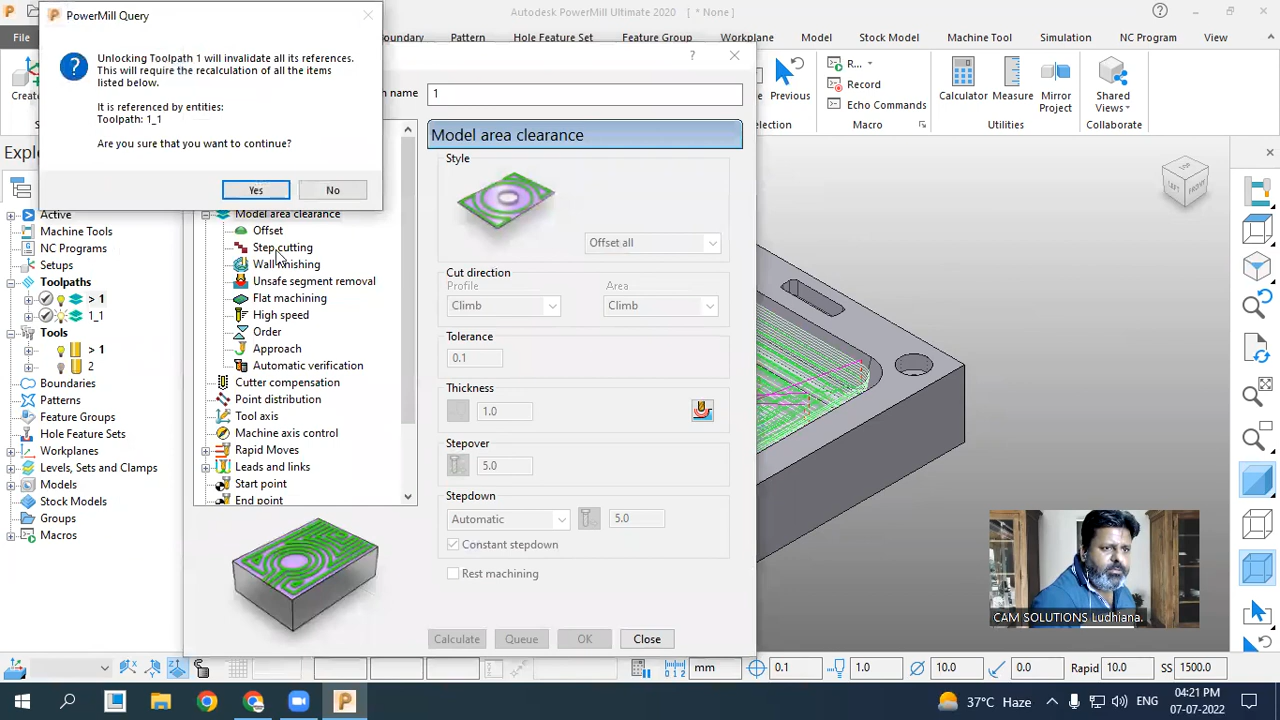 PowerMill Query
Unlocking Toolpath 1 will invalidate all its references.
This will require the recalculation of all the items
listed below.
It is referenced by entities:
Toolpath: 1_1
Are you sure that you want to continue?
Yes
No
Autodesk PowerMill Ultimate 2020 [ * None ]
File
Pattern
Hole Feature Set
Feature Group
Workplane
Model
Stock Model
Machine Tool
Simulation
NC Program
View
Previous
R...
Record
Echo Commands
Macro
Calculator
Measure
Mirror
Project
Utilities
Shared
Views
Collaborate
Active
Machine Tools
NC Programs
Setups
Toolpaths
> 1
1_1
Tools
> 1
2
Boundaries
Patterns
Feature Groups
Hole Feature Sets
Workplanes
Levels, Sets and Clamps
Models
Stock Models
Groups
Macros
Model area clearance
Offset
Step cutting
Wall finishing
Unsafe segment removal
Flat machining
High speed
Order
Approach
Automatic verification
Cutter compensation
Point distribution
Tool axis
Machine axis control
Rapid Moves
Leads and links
Start point
End point
name
1
Model area clearance
Style
Offset all
Cut direction
Profile
Area
Climb
Climb
Tolerance
0.1
Thickness
1.0
Stepover
5.0
Stepdown
Automatic
5.0
Constant stepdown
Rest machining
Calculate
Queue
OK
Close
TOP
LEFT
FRONT
CAM SOLUTIONS Ludhiana.
mm
0.1
1.0
10.0
0.0
Rapid
10.0
SS
1500.0
37°C Haze
ENG
04:21 PM
07-07-2022